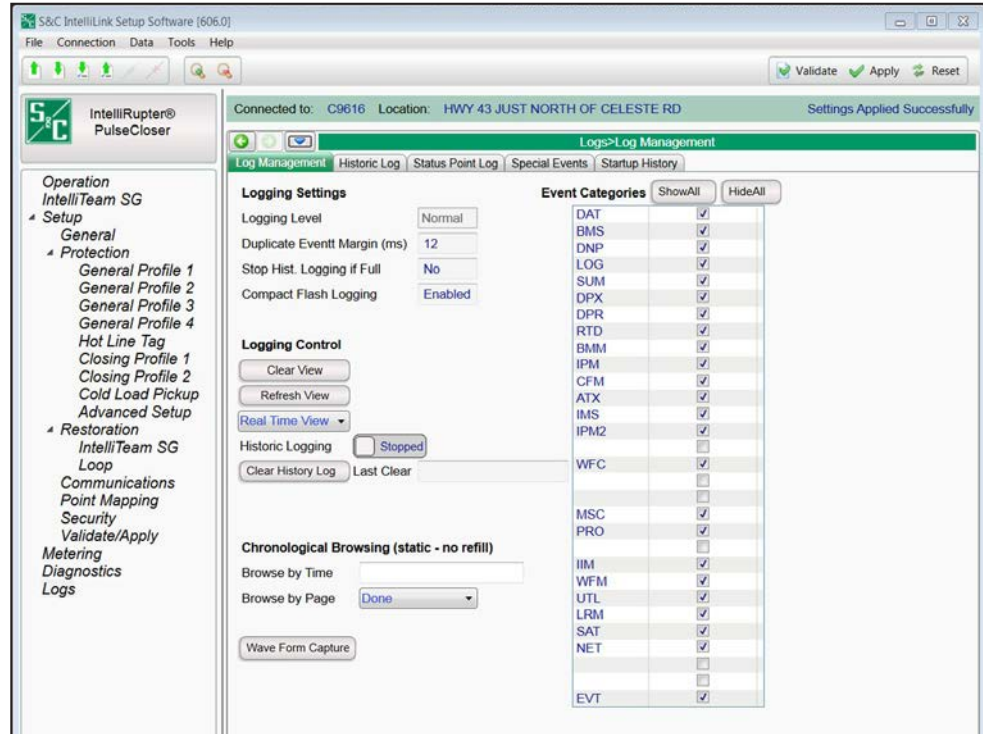 S&C IntelliLink Setup Software [606.0]
File Connection Data Tools Help
Validate Apply Reset
S&C
IntelliRupter®
PulseCloser
Connected to: C9616 Location: HWY 43 JUST NORTH OF CELESTE RD Settings Applied Successfully
Logs>Log Management
Log Management Historic Log Status Point Log Special Events Startup History
Operation
IntelliTeam SG
Setup
General
Protection
General Profile 1
General Profile 2
General Profile 3
General Profile 4
Hot Line Tag
Closing Profile 1
Closing Profile 2
Cold Load Pickup
Advanced Setup
Restoration
IntelliTeam SG
Loop
Communications
Point Mapping
Security
Validate/Apply
Metering
Diagnostics
Logs
Logging Settings
Logging Level Normal
Duplicate Eventt Margin (ms) 12
Stop Hist. Logging if Full No
Compact Flash Logging Enabled
Logging Control
Clear View
Refresh View
Real Time View
Historic Logging Stopped
Clear History Log Last Clear
Chronological Browsing (static - no refill)
Browse by Time
Browse by Page Done
Wave Form Capture
Event Categories ShowAll HideAll
DAT
BMS
DNP
LOG
SUM
DPX
DPR
RTD
BMM
IPM
CFM
ATX
IMS
IPM2
WFC
MSC
PRO
IIM
WFM
UTL
LRM
SAT
NET
EVT